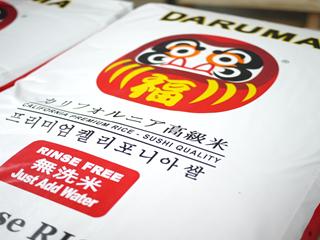 DARUMA
福
カリフォルニア高級米
CALIFORNIA PREMIUM RICE - SUSHI QUALITY
프리미엄 캘리포니아 쌀
RINSE FREE
無洗米
Just Add Water